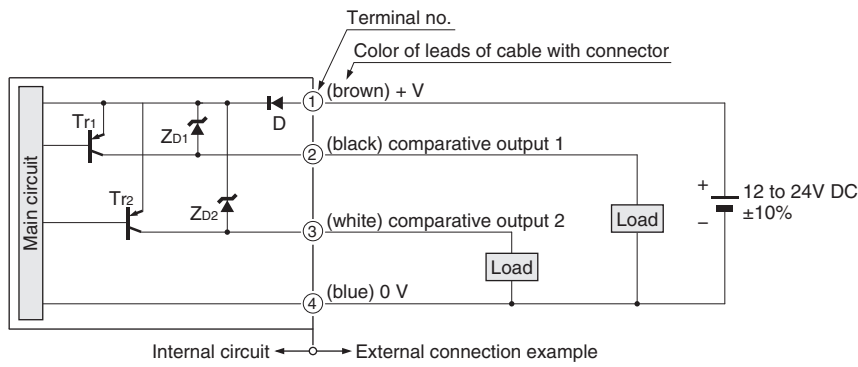 Terminal no.
Color of leads of cable with connector
1 (brown) + V
D
Tr1
ZD1
2 (black) comparative output 1
Main circuit
Tr2
ZD2
3 (white) comparative output 2
Load
Load
+
−
12 to 24V DC
±10%
4 (blue) 0 V
Internal circuit
External connection example